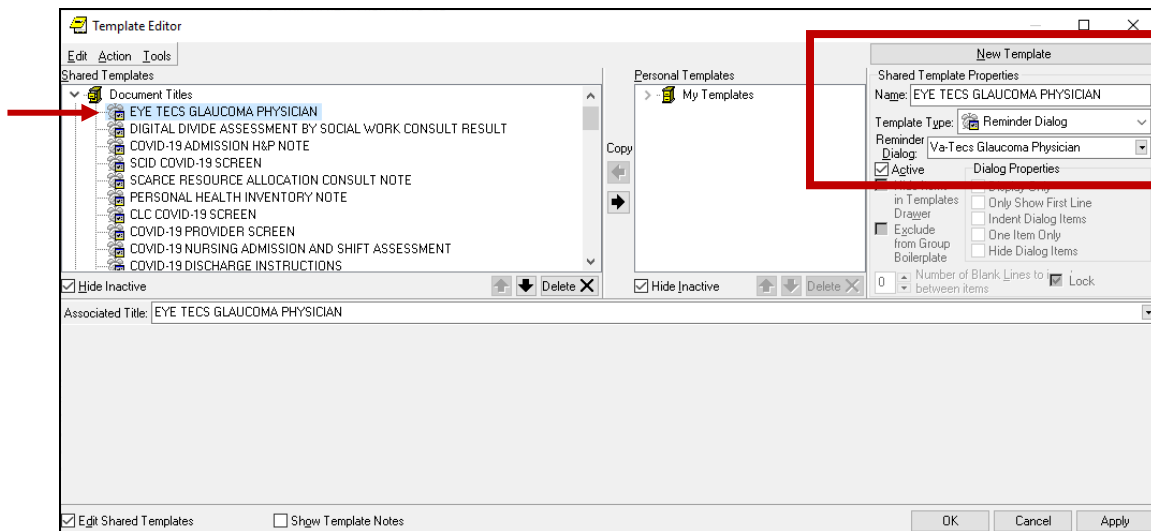 Template Editor
Edit Action Tools
New Template
Shared Templates
Document Titles
EYE TECS GLAUCOMA PHYSICIAN
DIGITAL DIVIDE ASSESSMENT BY SOCIAL WORK CONSULT RESULT
COVID-19 ADMISSION H&P NOTE
SCID COVID-19 SCREEN
SCARCE RESOURCE ALLOCATION CONSULT NOTE
PERSONAL HEALTH INVENTORY NOTE
CLC COVID-19 SCREEN
COVID-19 PROVIDER SCREEN
COVID-19 NURSING ADMISSION AND SHIFT ASSESSMENT
COVID-19 DISCHARGE INSTRUCTIONS
Hide Inactive
Delete
Copy
Personal Templates
My Templates
Hide Inactive
Delete
Shared Template Properties
Name: EYE TECS GLAUCOMA PHYSICIAN
Template Type: Reminder Dialog
Reminder
Dialog: Va-Tecs Glaucoma Physician
Active
in Templates
Drawer
Exclude
from Group
Boilerplate
Dialog Properties
Display Only
Only Show First Line
Indent Dialog Items
One Item Only
Hide Dialog Items
0 Number of Blank Lines to
between items
Lock
Associated Title: EYE TECS GLAUCOMA PHYSICIAN
Edit Shared Templates
Show Template Notes
OK Cancel Apply